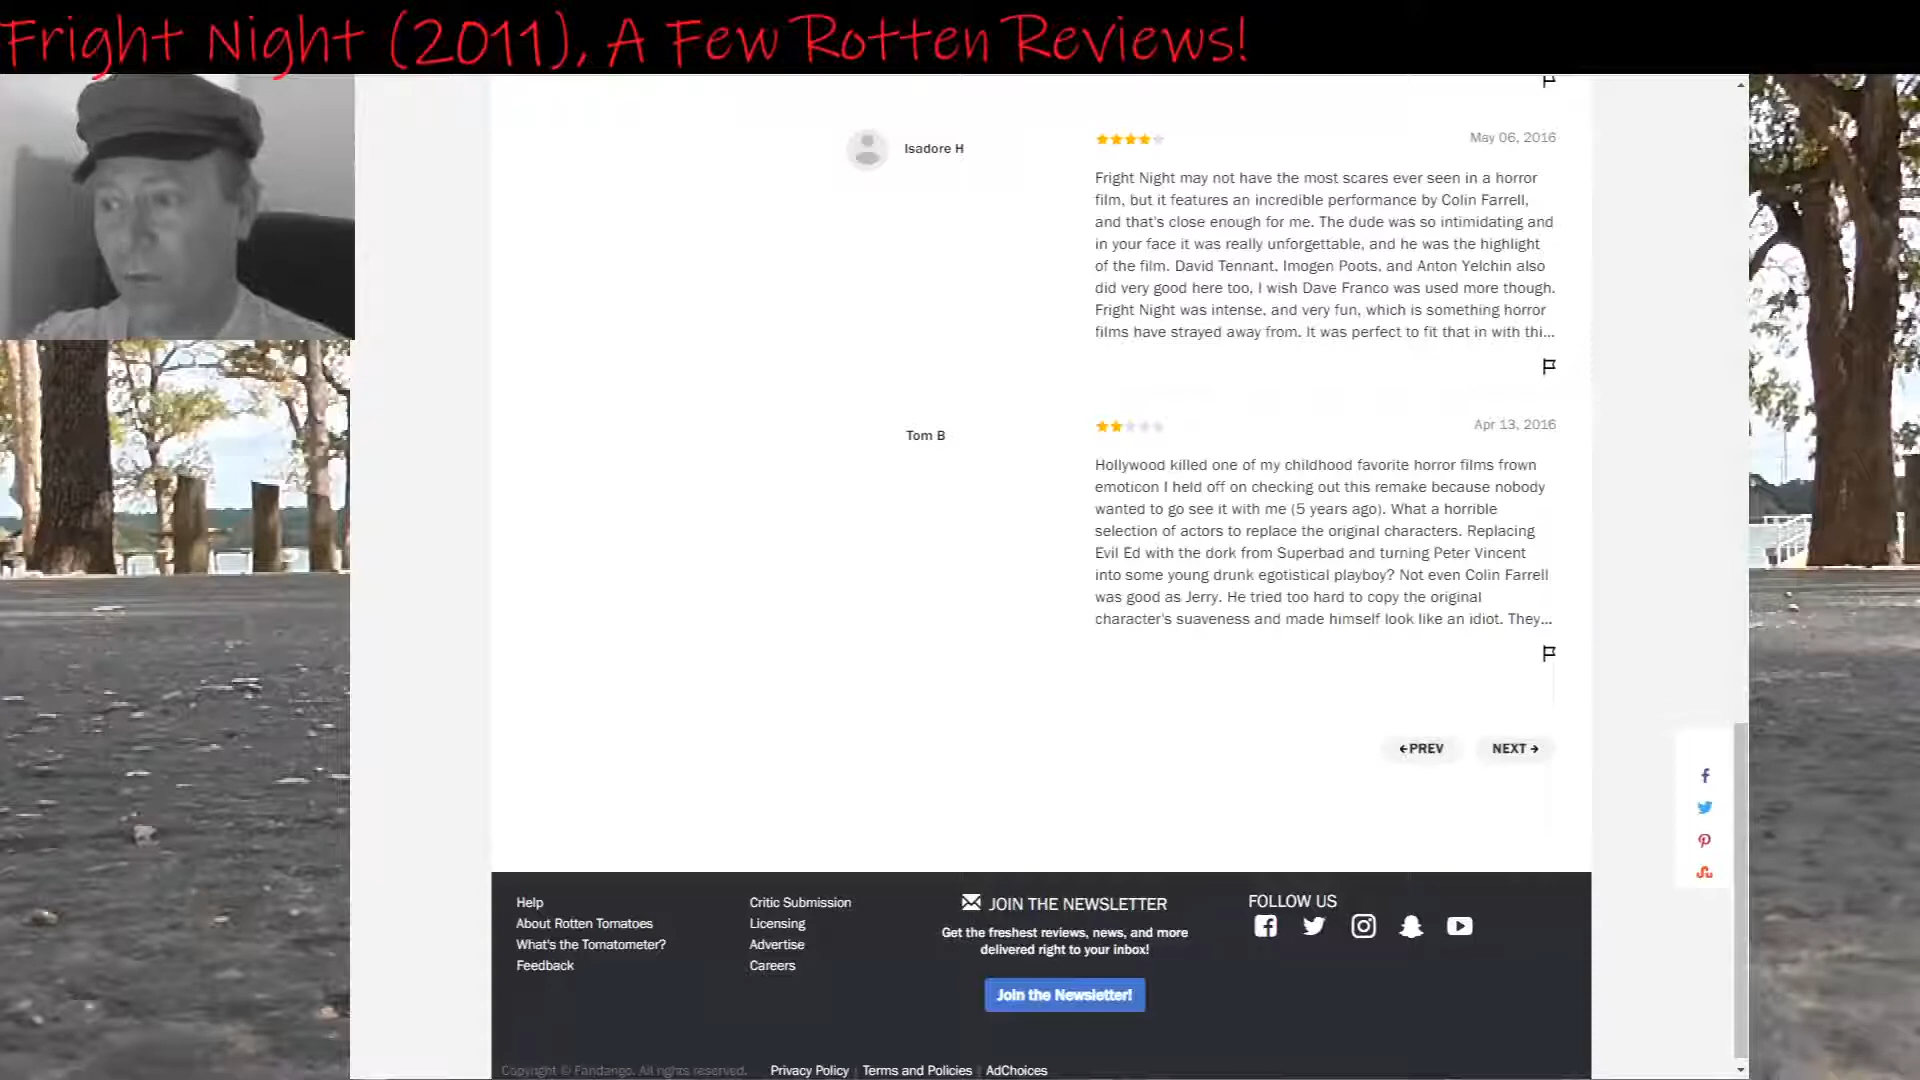 Fright Night (2011), A Few Rotten Reviews!
Isadore H
May 06, 2016
Fright Night may not have the most scares ever seen in a horror
film, but it features an incredible performance by Colin Farrell,
and that's close enough for me. The dude was so intimidating and
in your face it was really unforgettable, and he was the highlight
of the film. David Tennant, Imogen Poots, and Anton Yelchin also
did very good here too, I wish Dave Franco was used more though.
Fright Night was intense, and very fun, which is something horror
films have strayed away from. It was perfect to fit that in with thi...
Tom B
Apr 13, 2016
Hollywood killed one of my childhood favorite horror films frown
emoticon I held off on checking out this remake because nobody
wanted to go see it with me (5 years ago). What a horrible
selection of actors to replace the original characters. Replacing
Evil Ed with the dork from Superbad and turning Peter Vincent
into some young drunk egotistical playboy? Not even Colin Farrell
was good as Jerry. He tried too hard to copy the original
character's suaveness and made himself look like an idiot. They...
PREV
NEXT
Help
About Rotten Tomatoes
What's the Tomatometer?
Feedback
Critic Submission
Licensing
Advertise
Careers
JOIN THE NEWSLETTER
Get the freshest reviews, news, and more
delivered right to your inbox!
Join the Newsletter!
FOLLOW US
Copyright © Fandango. All rights reserved.
Privacy Policy | Terms and Policies | AdChoices